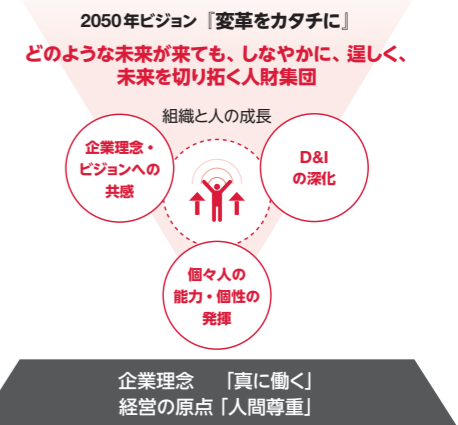 2050年ビジョン『変革をカタチに』
どのような未来が来ても、しなやかに、逞しく、
未来を切り拓く人財集団
組織と人の成長
企業理念・
ビジョンへの
共感
D&I
の深化
個々人の
能力・個性の
発揮
企業理念 「真に働く」
経営の原点「人間尊重」